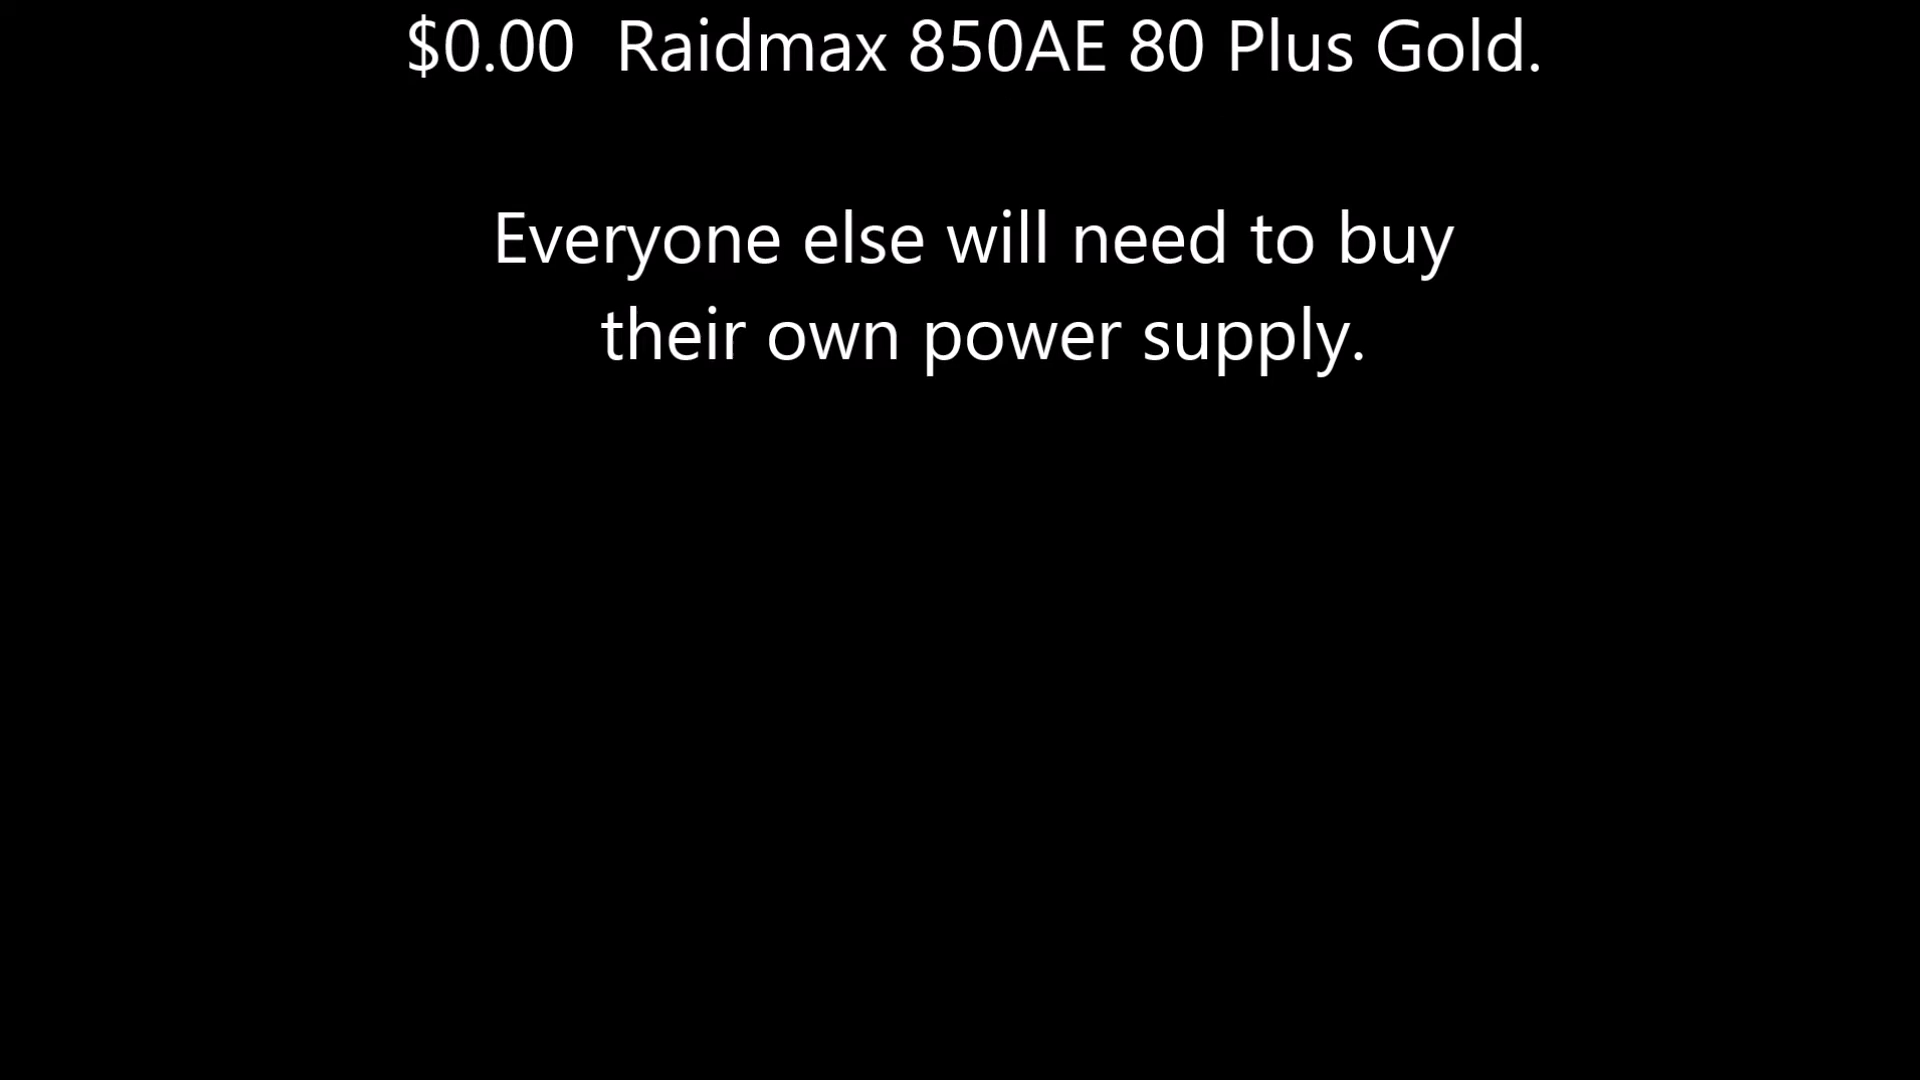 $0.00  Raidmax 850AE 80 Plus Gold.
Everyone else will need to buy
their own power supply.